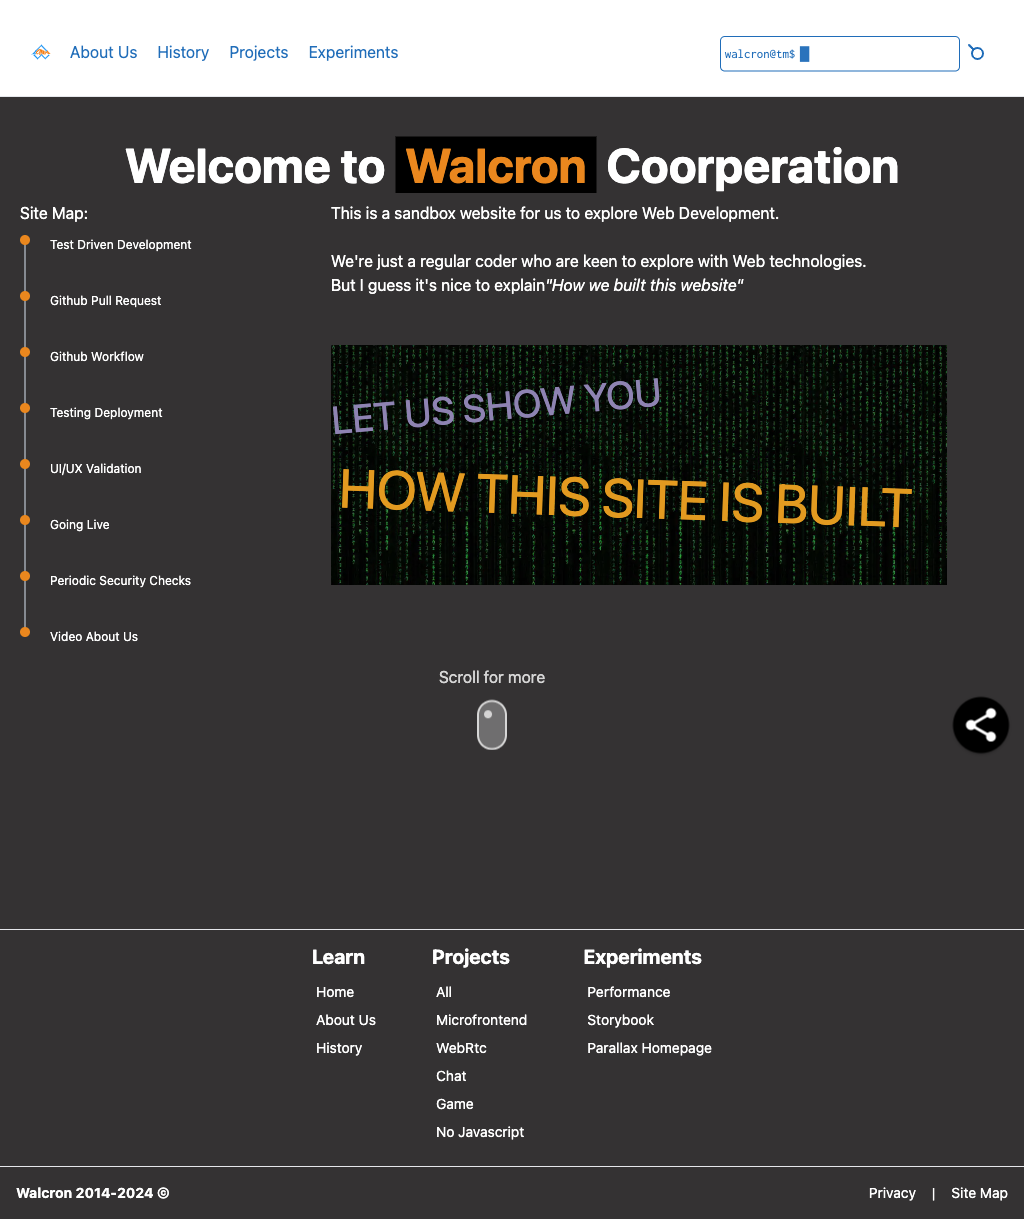 About Us History Projects Experiments
walcron@tm$
Welcome to Walcron Coorperation
Site Map:
Test Driven Development
Github Pull Request
Github Workflow
Testing Deployment
UI/UX Validation
Going Live
Periodic Security Checks
Video About Us
This is a sandbox website for us to explore Web Development.
We're just a regular coder who are keen to explore with Web technologies.
But I guess it's nice to explain"How we built this website"
LET US SHOW YOU
HOW THIS SITE IS BUILT
Scroll for more
Learn
Home
About Us
History
Projects
All
Microfrontend
WebRtc
Chat
Game
No Javascript
Experiments
Performance
Storybook
Parallax Homepage
Walcron 2014-2024 ©
Privacy | Site Map